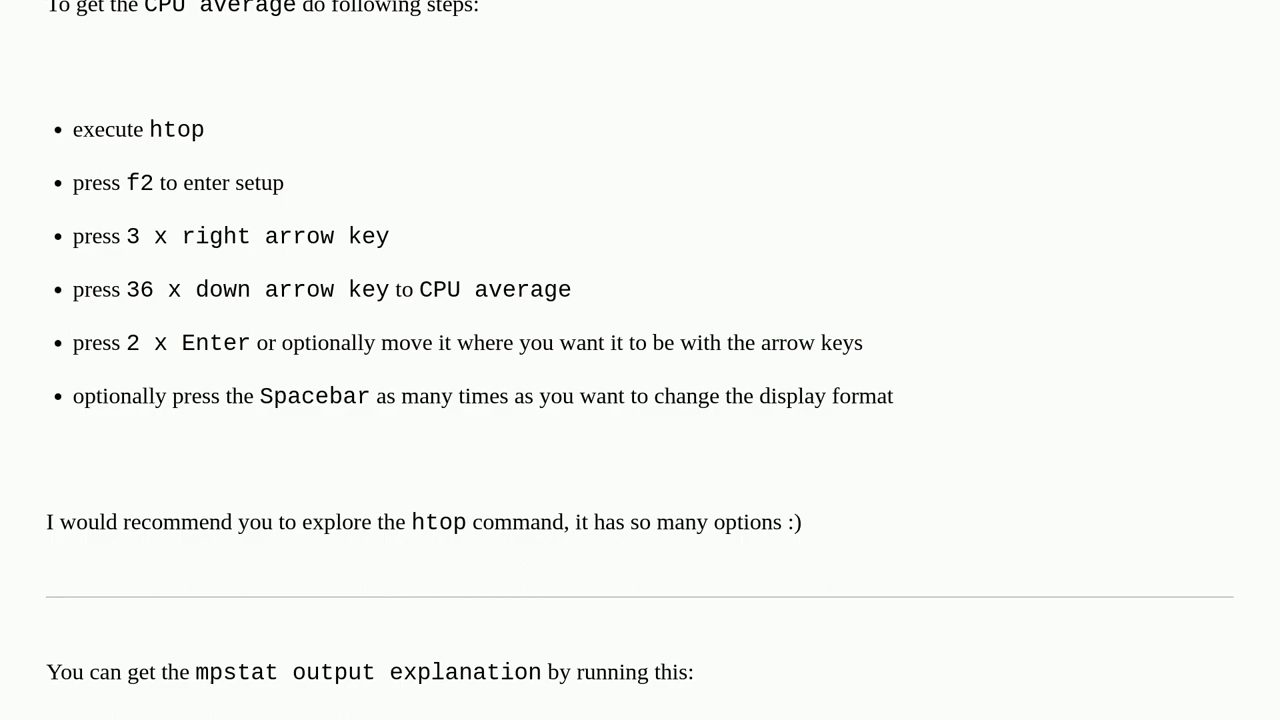 To get the CPU average do following steps:
• execute htop
• press f2 to enter setup
• press 3 x right arrow key
• press 36 x down arrow key to CPU average
• press 2 x Enter or optionally move it where you want it to be with the arrow keys
• optionally press the Spacebar as many times as you want to change the display format
I would recommend you to explore the htop command, it has so many options :)
You can get the mpstat output explanation by running this: